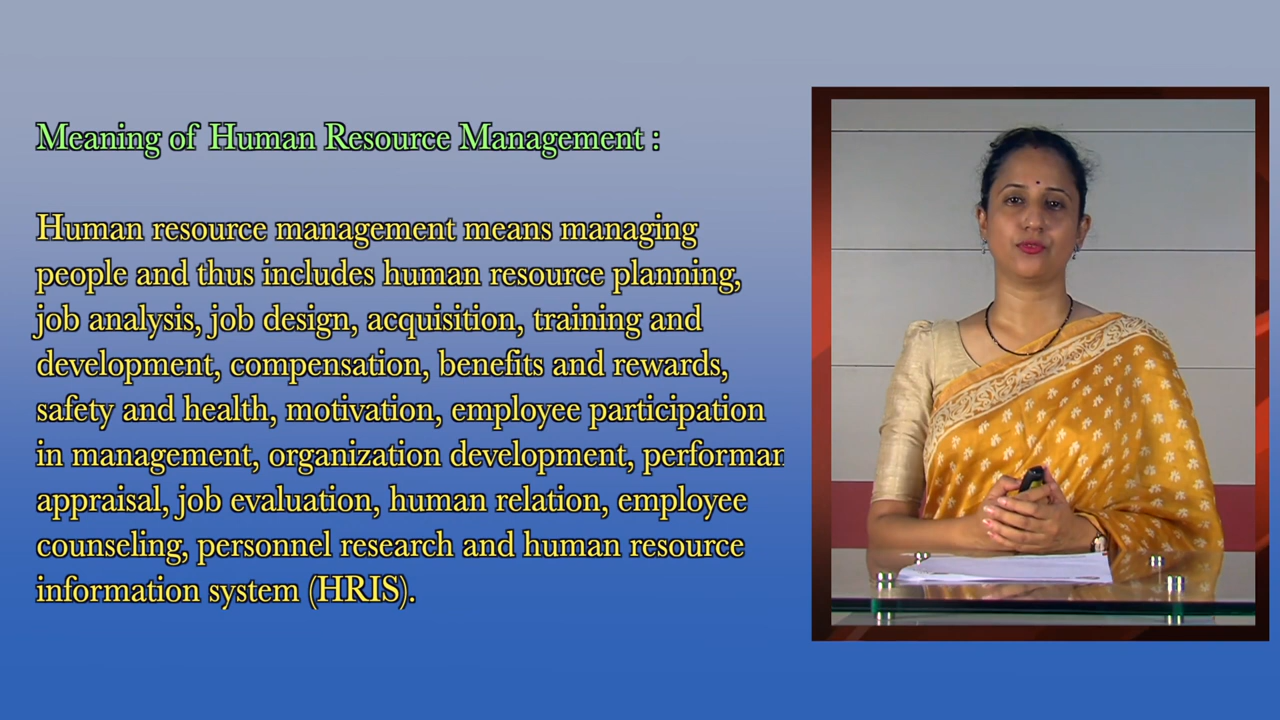 Meaning of Human Resource Management :
Human resource management means managing
people and thus includes human resource planning,
job analysis, job design, acquisition, training and
development, compensation, benefits and rewards,
safety and health, motivation, employee participation
in management, organization development, performan
appraisal, job evaluation, human relation, employee
counseling, personnel research and human resource
information system (HRIS).